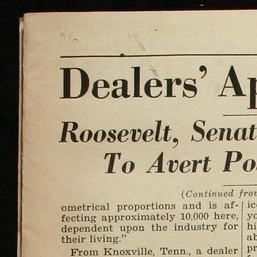 Dealers' Ap
Roosevelt, Senat
To Avert Po
(Continued from
ometrical proportions and is af-
fecting approximately 10,000 here,
dependent upon the industry for
their living."
From Knoxville, Tenn., a dealer